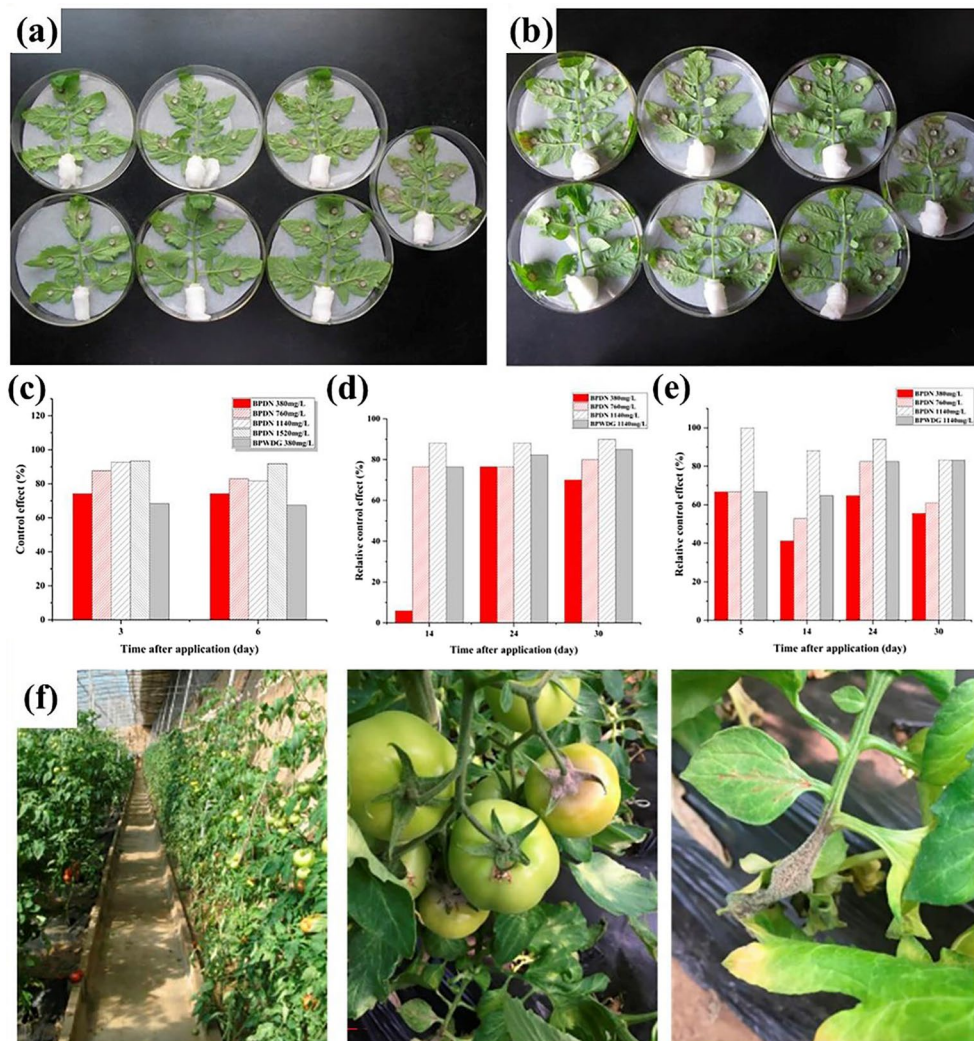 (a)
(b)
(c)
BPDN 380mg/L
BPDN 760mg/L
BPDN 1140mg/L
BPDN 1520mg/L
BPWDG 380mg/L
120
100
80
60
40
20
0
Control effect (%)
3
6
Time after application (day)
(d)
BPDN 380mg/L
BPDN 760mg/L
BPDN 1140mg/L
BPWDG 1140mg/L
100
80
60
40
20
0
Relative control effect (%)
14
24
30
Time after application (day)
(e)
BPDN 380mg/L
BPDN 760mg/L
BPDN 1140mg/L
BPWDG 1140mg/L
100
80
60
40
20
0
Relative control effect (%)
5
14
24
30
Time after application (day)
(f)